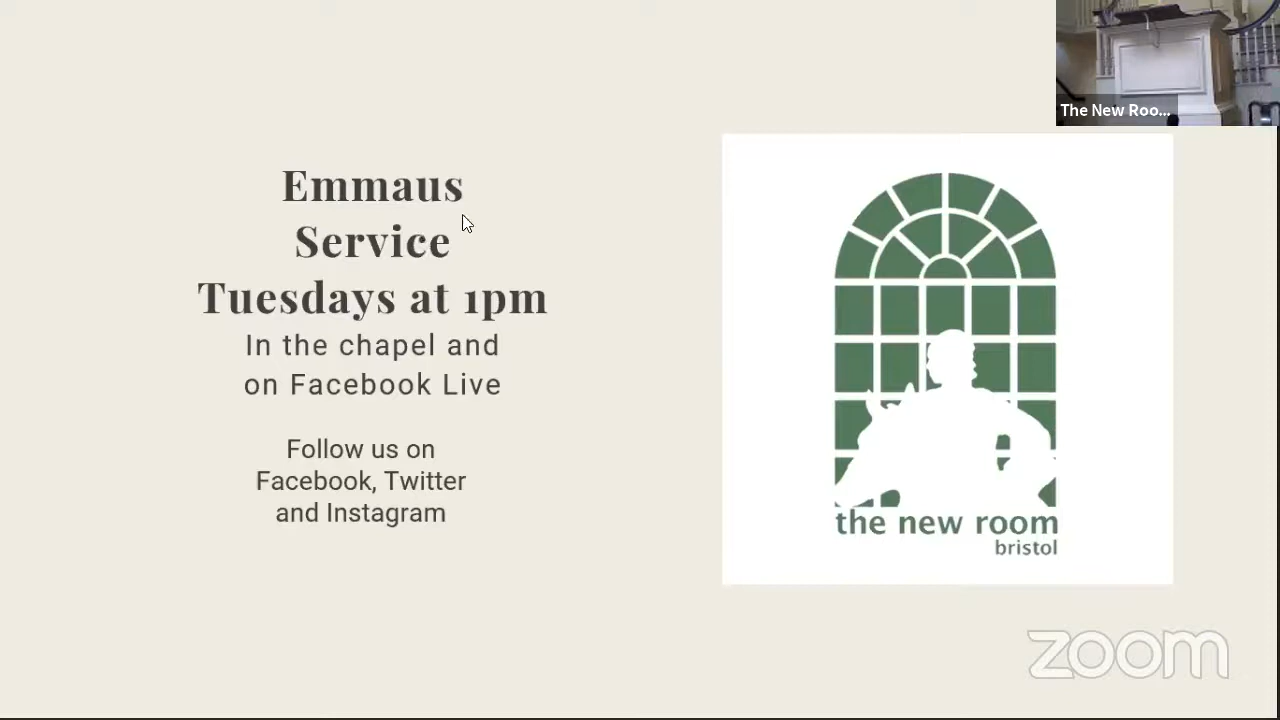 The New Roo...
Emmaus
Service
Tuesdays at 1pm
In the chapel and
on Facebook Live
Follow us on
Facebook, Twitter
and Instagram
the new room
bristol
zoom